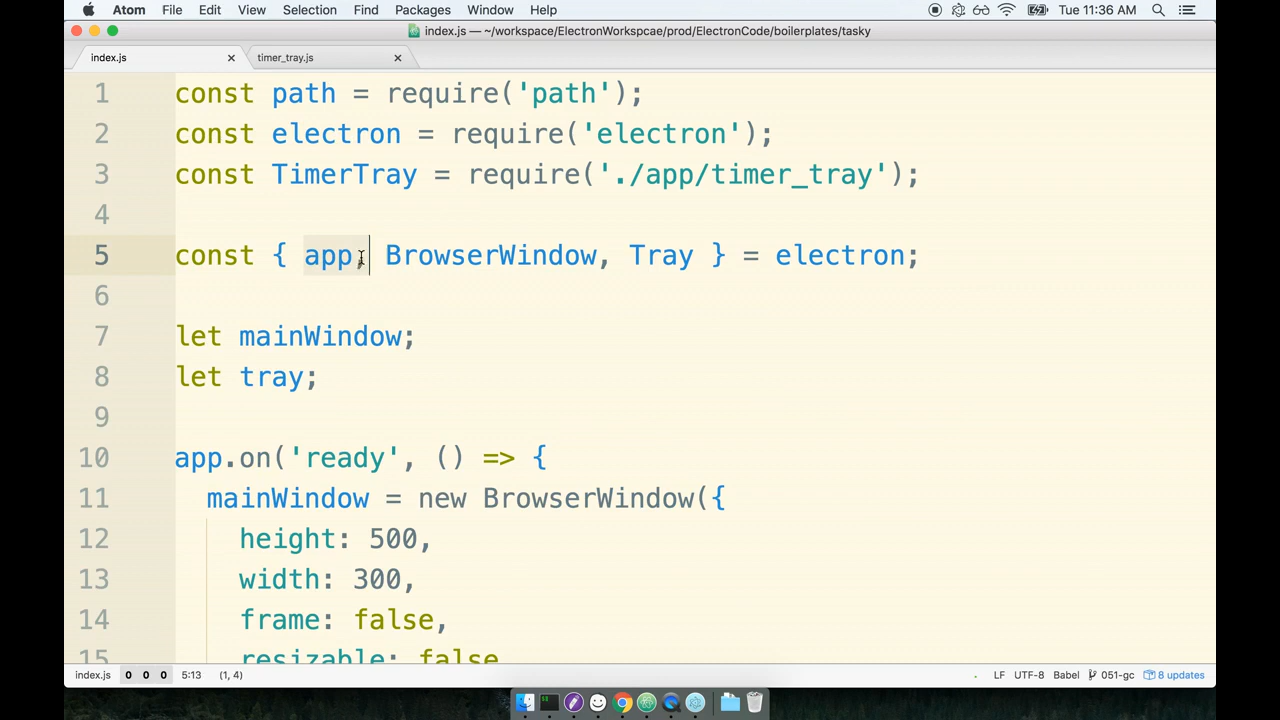 Atom File Edit View Selection Find Packages Window Help Tue 11:36 AM
index.js — ~/workspace/ElectronWorkspcae/prod/ElectronCode/boilerplates/tasky
index.js timer_tray.js
1 const path = require('path');
2 const electron = require('electron');
3 const TimerTray = require('./app/timer_tray');
4
5 const { app, BrowserWindow, Tray } = electron;
6
7 let mainWindow;
8 let tray;
9
10 app.on('ready', () => {
11 mainWindow = new BrowserWindow({
12 height: 500,
13 width: 300,
14 frame: false,
15 resizable: false
index.js 0 0 0 5:13 (1, 4) LF UTF-8 Babel 051-gc 8 updates